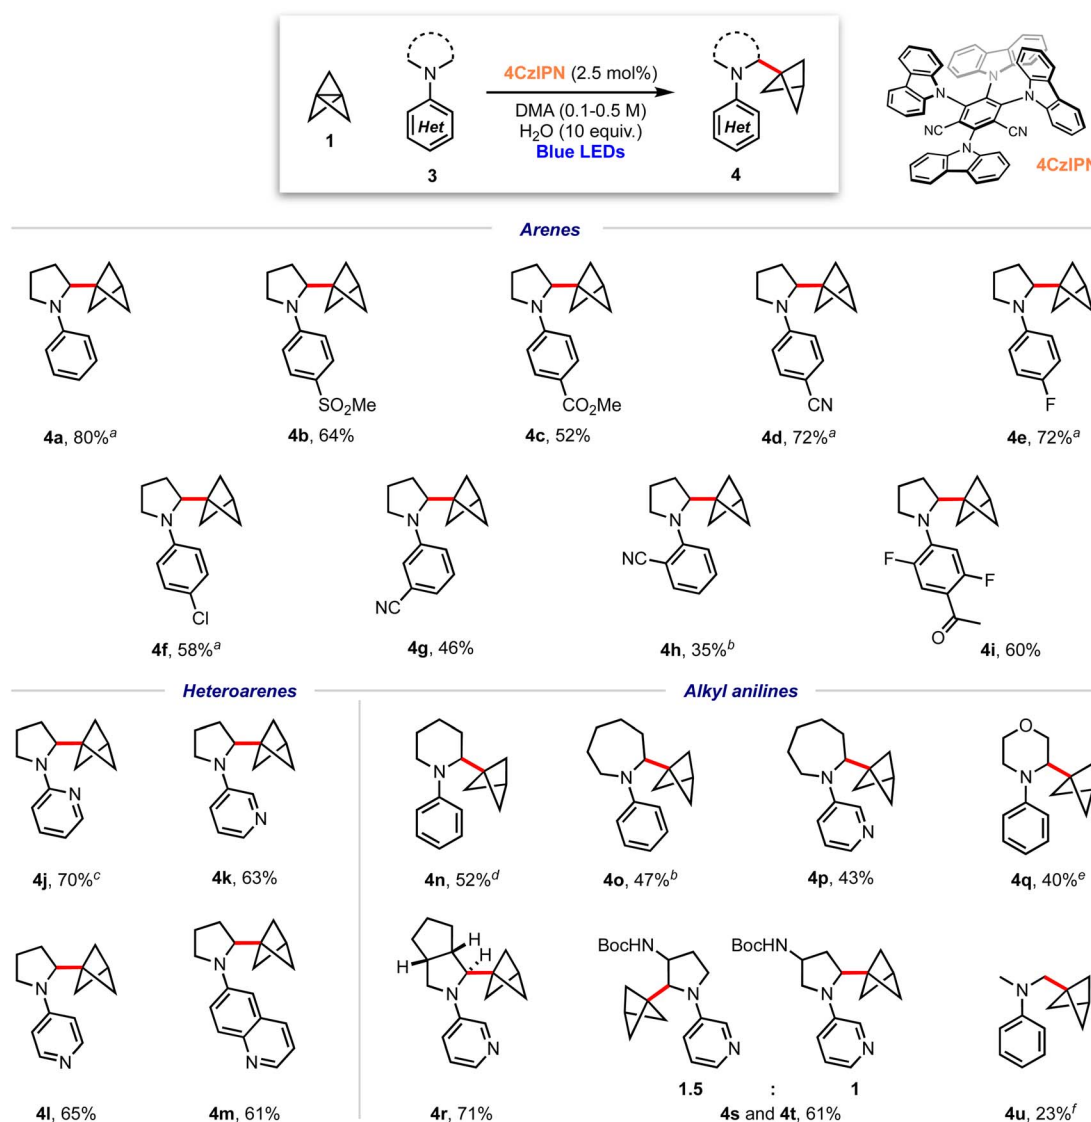 4CzIPN (2.5 mol%)
DMA (0.1-0.5 M)
H₂O (10 equiv.)
Blue LEDs
1
N
Het
3
N
Het
4
N
N
N
NC
CN
N
4CzIPN
Arenes
N
4a, 80%ᵃ
N
SO₂Me
4b, 64%
N
CO₂Me
4c, 52%
N
CN
4d, 72%ᵃ
N
F
4e, 72%ᵃ
N
Cl
4f, 58%ᵃ
N
NC
4g, 46%
N
NC
4h, 35%ᵇ
N
F
F
O
4i, 60%
Heteroarenes
Alkyl anilines
N
N
4j, 70%ᶜ
N
N
4k, 63%
N
4n, 52%ᵈ
N
4o, 47%ᵇ
N
N
4p, 43%
O
N
4q, 40%ᵉ
N
N
4l, 65%
N
N
4m, 61%
H
H
H
N
N
4r, 71%
BocHN
N
N
BocHN
N
N
1.5 : 1
4s and 4t, 61%
N
4u, 23%ᶠ